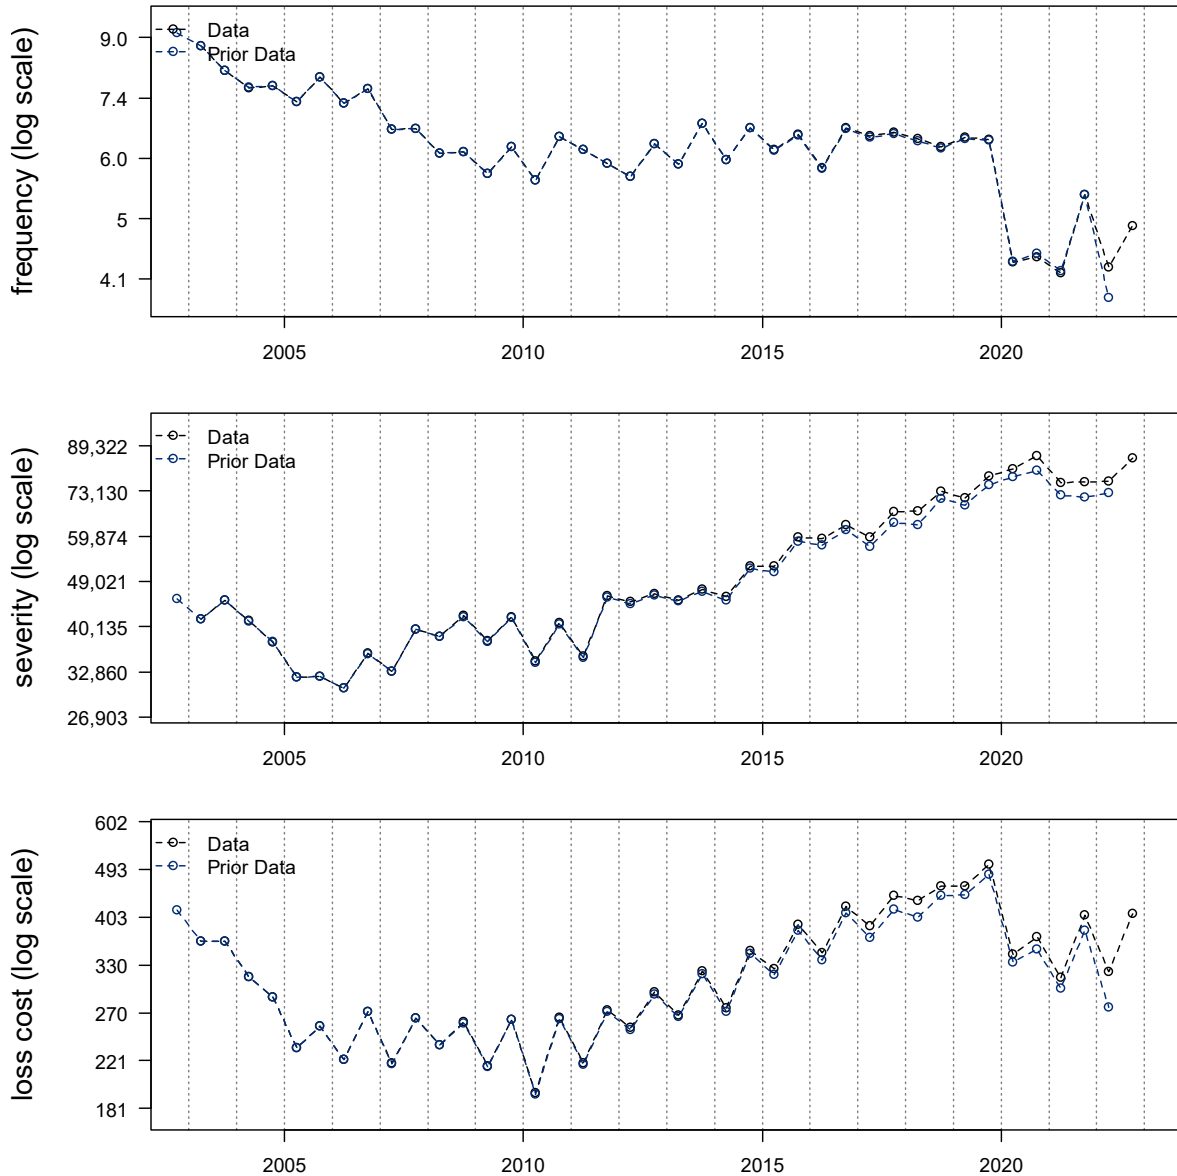 frequency (log scale)
Data
Prior Data
9.0
7.4
6.0
5
4.1
2005 2010 2015 2020
severity (log scale)
Data
Prior Data
89,322
73,130
59,874
49,021
40,135
32,860
26,903
2005 2010 2015 2020
loss cost (log scale)
Data
Prior Data
602
493
403
330
270
221
181
2005 2010 2015 2020